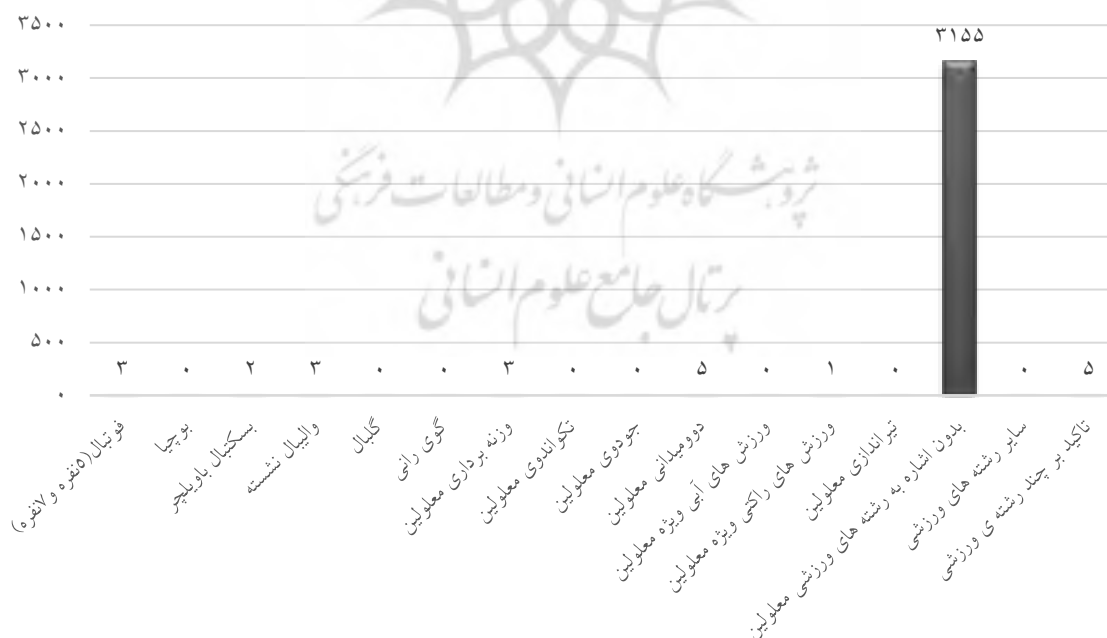 ۳۵۰۰
۳۰۰۰
۲۵۰۰
۲۰۰۰
۱۵۰۰
۱۰۰۰
۵۰۰
۰
۳ ۰ ۲ ۳ ۰ ۰ ۳ ۰ ۰ ۵ ۰ ۱ ۰ ۳۱۵۵ ۰ ۵
فوتبال(۵نفره و ۷نفره)
بوچیا
بسکتبال باویلچر
والیبال نشسته
گلبال
گوی رانی
وزنه برداری معلولین
تکواندوی معلولین
جودوی معلولین
دوومیدانی معلولین
ورزش های آبی ویژه معلولین
ورزش های راکتی ویژه معلولین
تیراندازی معلولین
بدون اشاره به رشته های ورزشی معلولین
سایر رشته های ورزشی
تاکید بر چند رشته ی ورزشی
پژوهشگاه علوم انسانی و مطالعات فرهنگی
پرتال جامع علوم انسانی